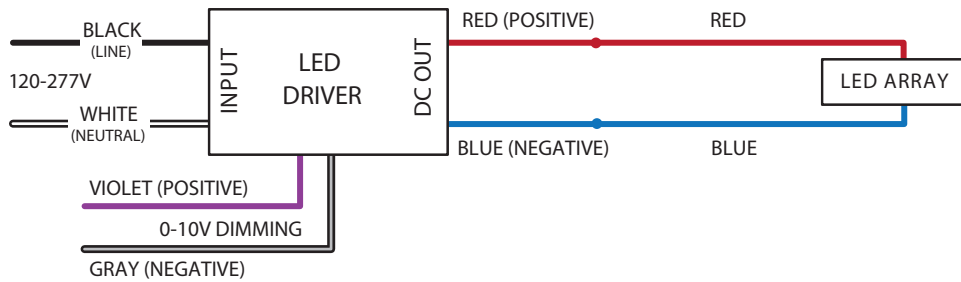 BLACK
(LINE)
120-277V
WHITE
(NEUTRAL)
INPUT
LED
DRIVER
DC OUT
RED (POSITIVE)
RED
LED ARRAY
BLUE (NEGATIVE)
BLUE
VIOLET (POSITIVE)
0-10V DIMMING
GRAY (NEGATIVE)